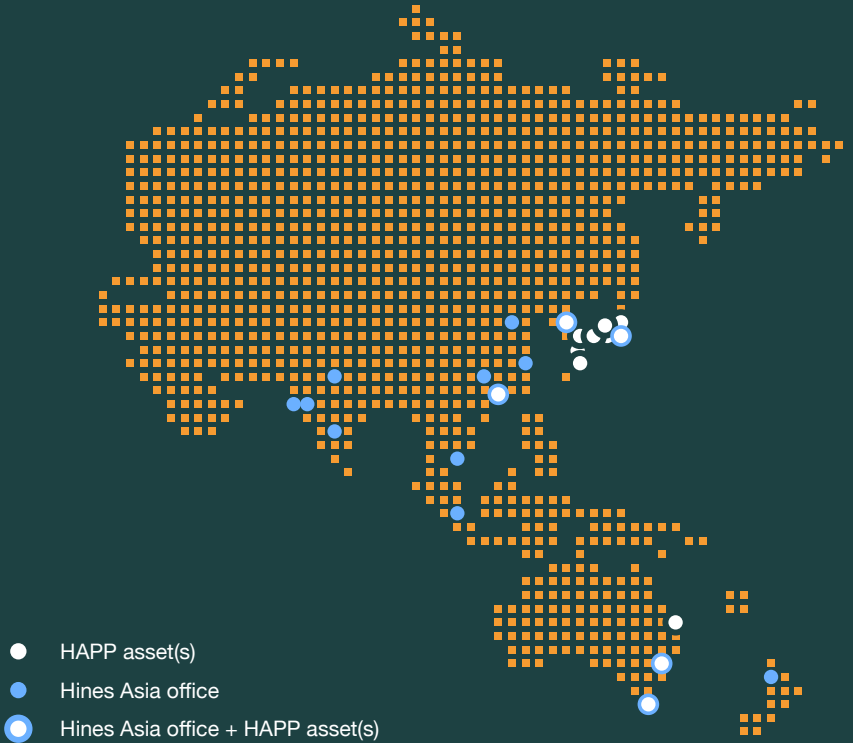 HAPP asset(s)
Hines Asia office
Hines Asia office + HAPP asset(s)